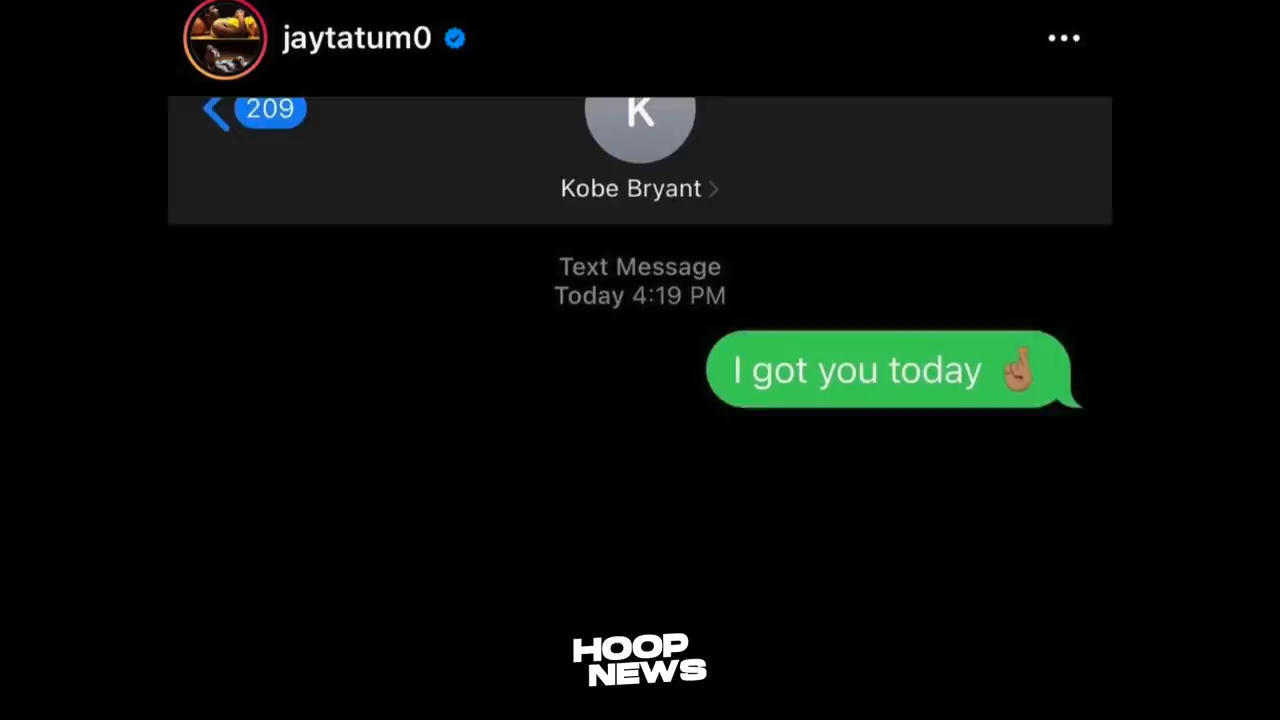 jaytatum0
209
K
Kobe Bryant
Text Message
Today 4:19 PM
I got you today 🤞🏽
HOOP
NEWS